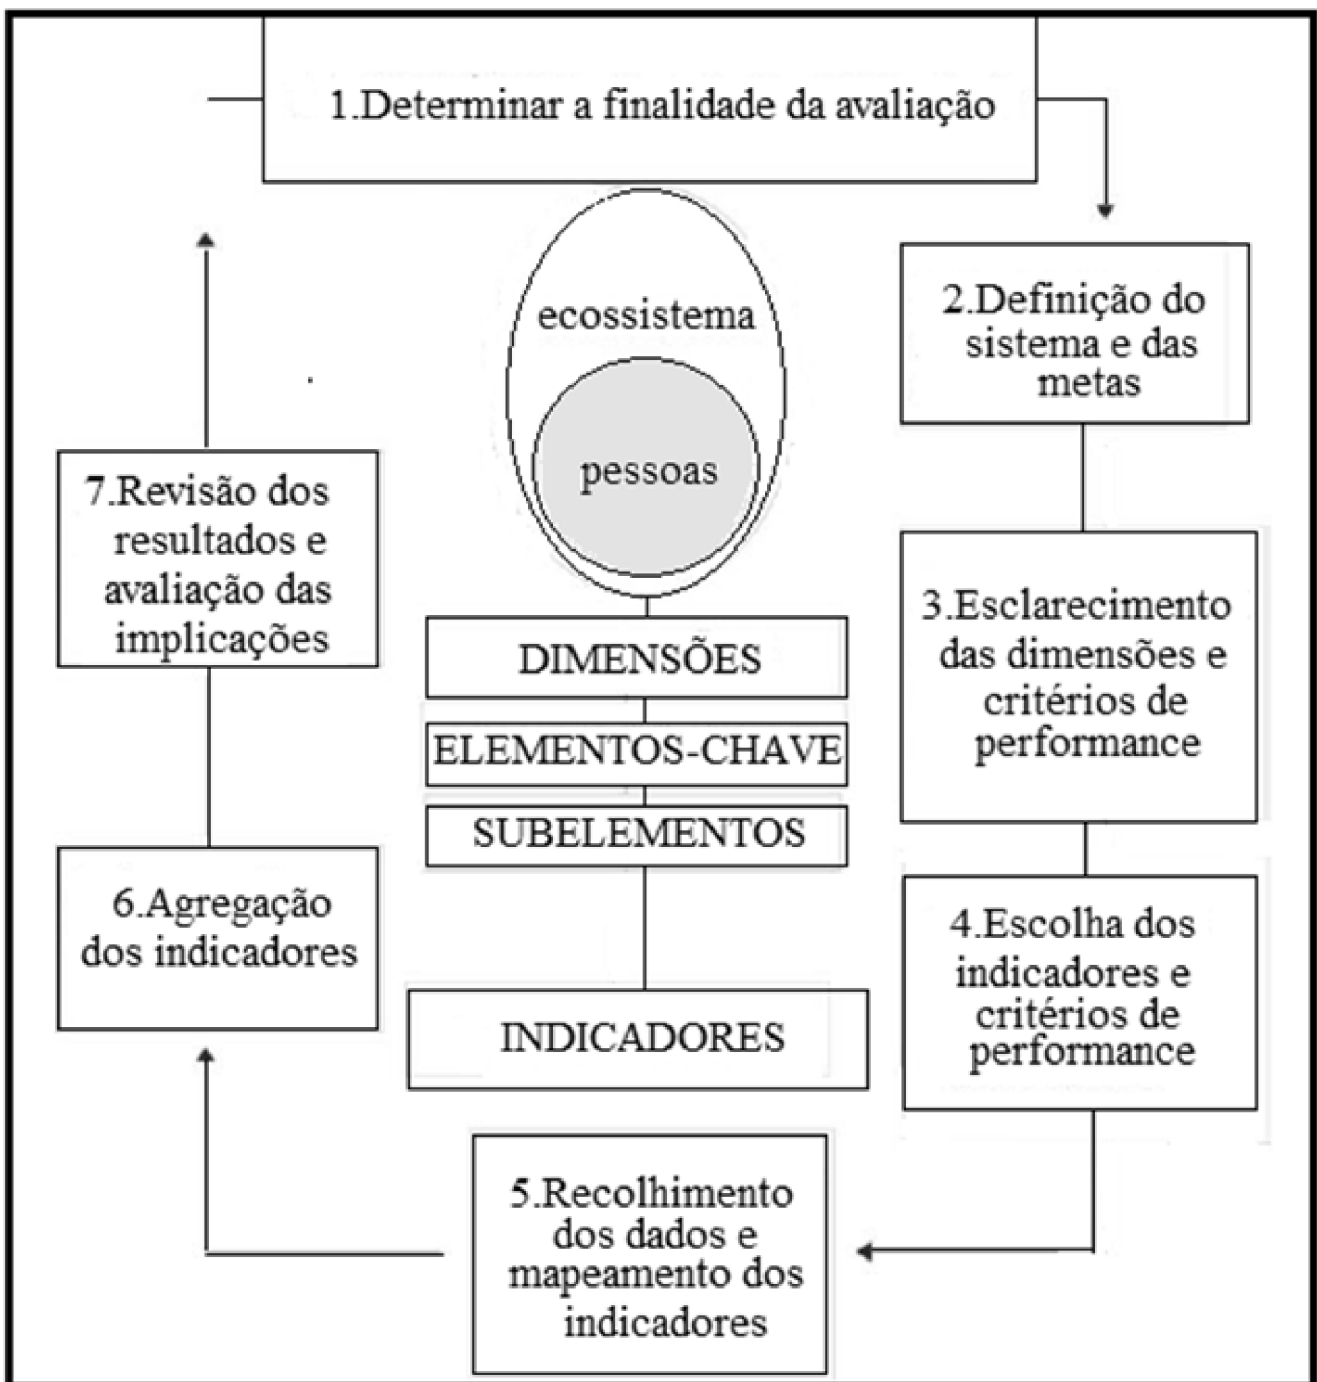 1.Determinar a finalidade da avaliação
ecossistema
pessoas
2.Definição do
sistema e das
metas
3.Esclarecimento
das dimensões e
critérios de
performance
4.Escolha dos
indicadores e
critérios de
performance
5.Recolhimento
dos dados e
mapeamento dos
indicadores
6.Agregação
dos indicadores
7.Revisão dos
resultados e
avaliação das
implicações
DIMENSÕES
ELEMENTOS-CHAVE
SUBELEMENTOS
INDICADORES